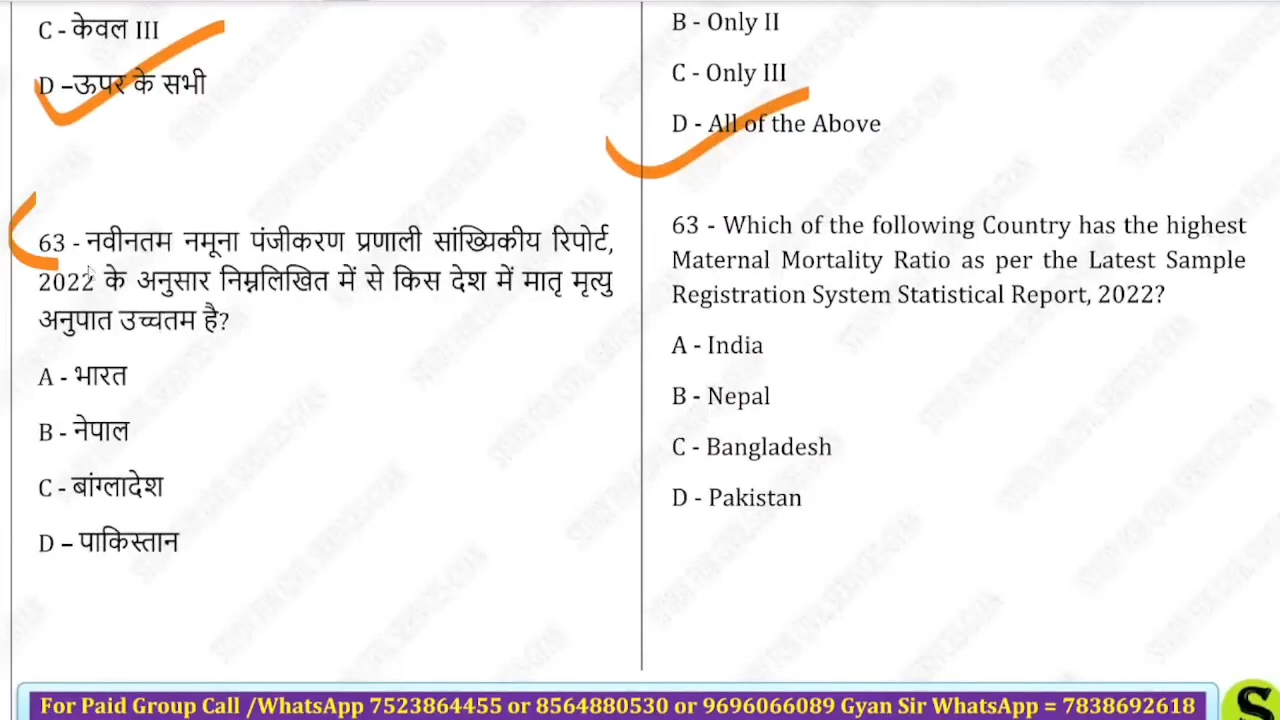 C - केवल III
D –ऊपर के सभी
63 - नवीनतम नमूना पंजीकरण प्रणाली सांख्यिकीय रिपोर्ट,
2022 के अनुसार निम्नलिखित में से किस देश में मातृ मृत्यु
अनुपात उच्चतम है?
A - भारत
B - नेपाल
C - बांग्लादेश
D – पाकिस्तान
B - Only II
C - Only III
D - All of the Above
63 - Which of the following Country has the highest
Maternal Mortality Ratio as per the Latest Sample
Registration System Statistical Report, 2022?
A - India
B - Nepal
C - Bangladesh
D - Pakistan
For Paid Group Call /WhatsApp 7523864455 or 8564880530 or 9696066089 Gyan Sir WhatsApp = 7838692618
S